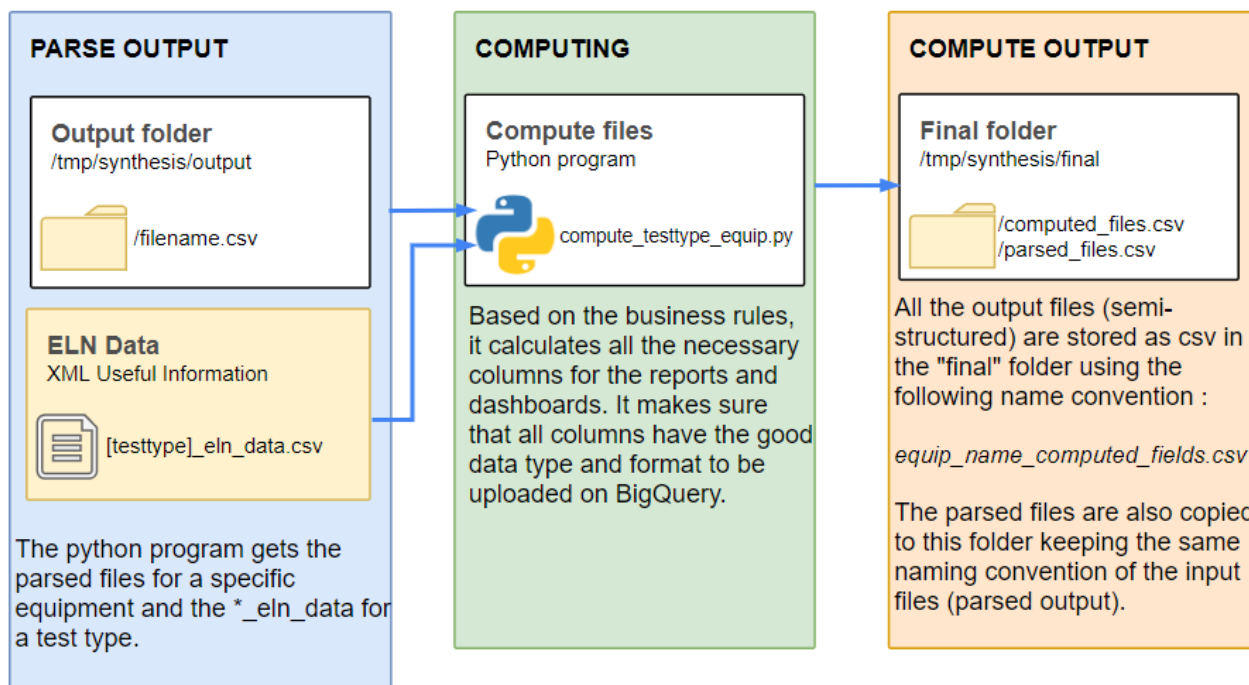 PARSE OUTPUT
Output folder
/tmp/synthesis/output
/filename.csv
ELN Data
XML Useful Information
[testtype]_eln_data.csv
The python program gets the
parsed files for a specific
equipment and the *_eln_data for
a test type.
COMPUTING
Compute files
Python program
compute_testtype_equip.py
Based on the business rules,
it calculates all the necessary
columns for the reports and
dashboards. It makes sure
that all columns have the good
data type and format to be
uploaded on BigQuery.
COMPUTE OUTPUT
Final folder
/tmp/synthesis/final
/computed_files.csv
/parsed_files.csv
All the output files (semi-
structured) are stored as csv in
the "final" folder using the
following name convention :
equip_name_computed_fields.csv
The parsed files are also copied
to this folder keeping the same
naming convention of the input
files (parsed output).